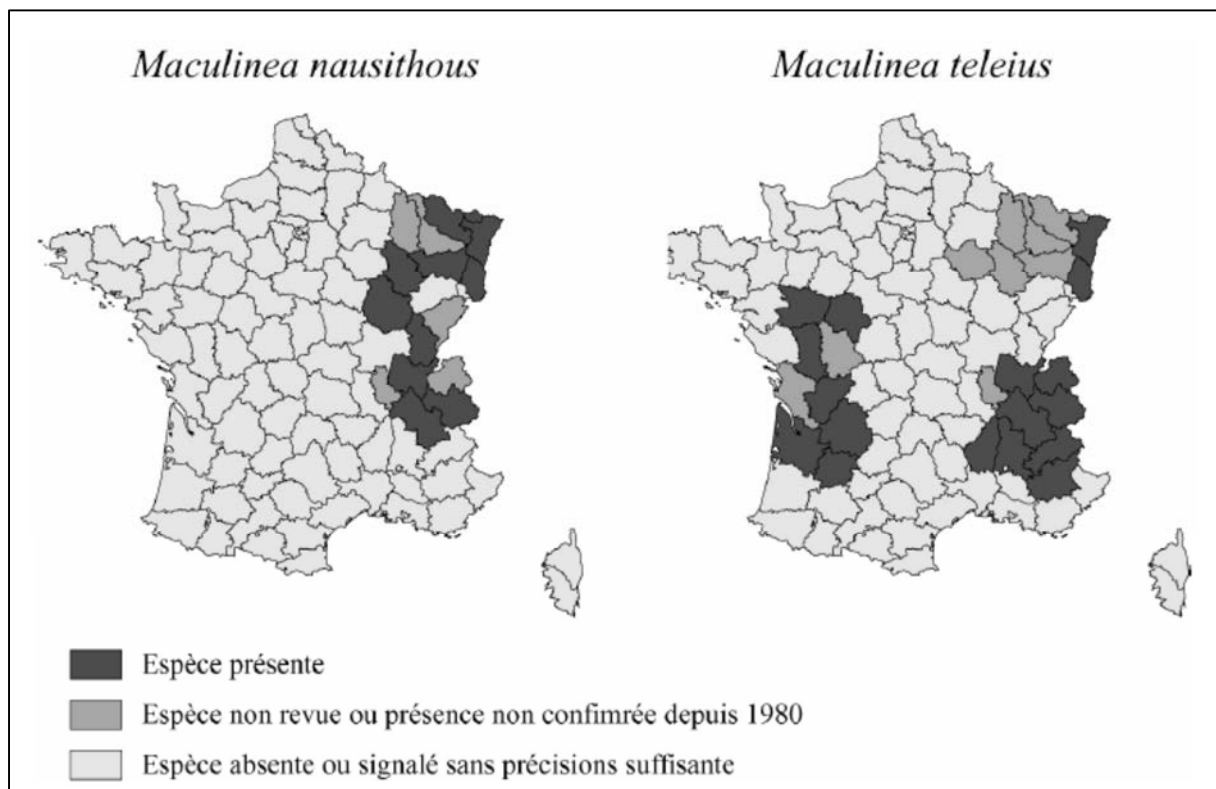 Maculinea nausithous
Maculinea teleius
Espèce présente
Espèce non revue ou présence non confimrée depuis 1980
Espèce absente ou signalé sans précisions suffisante